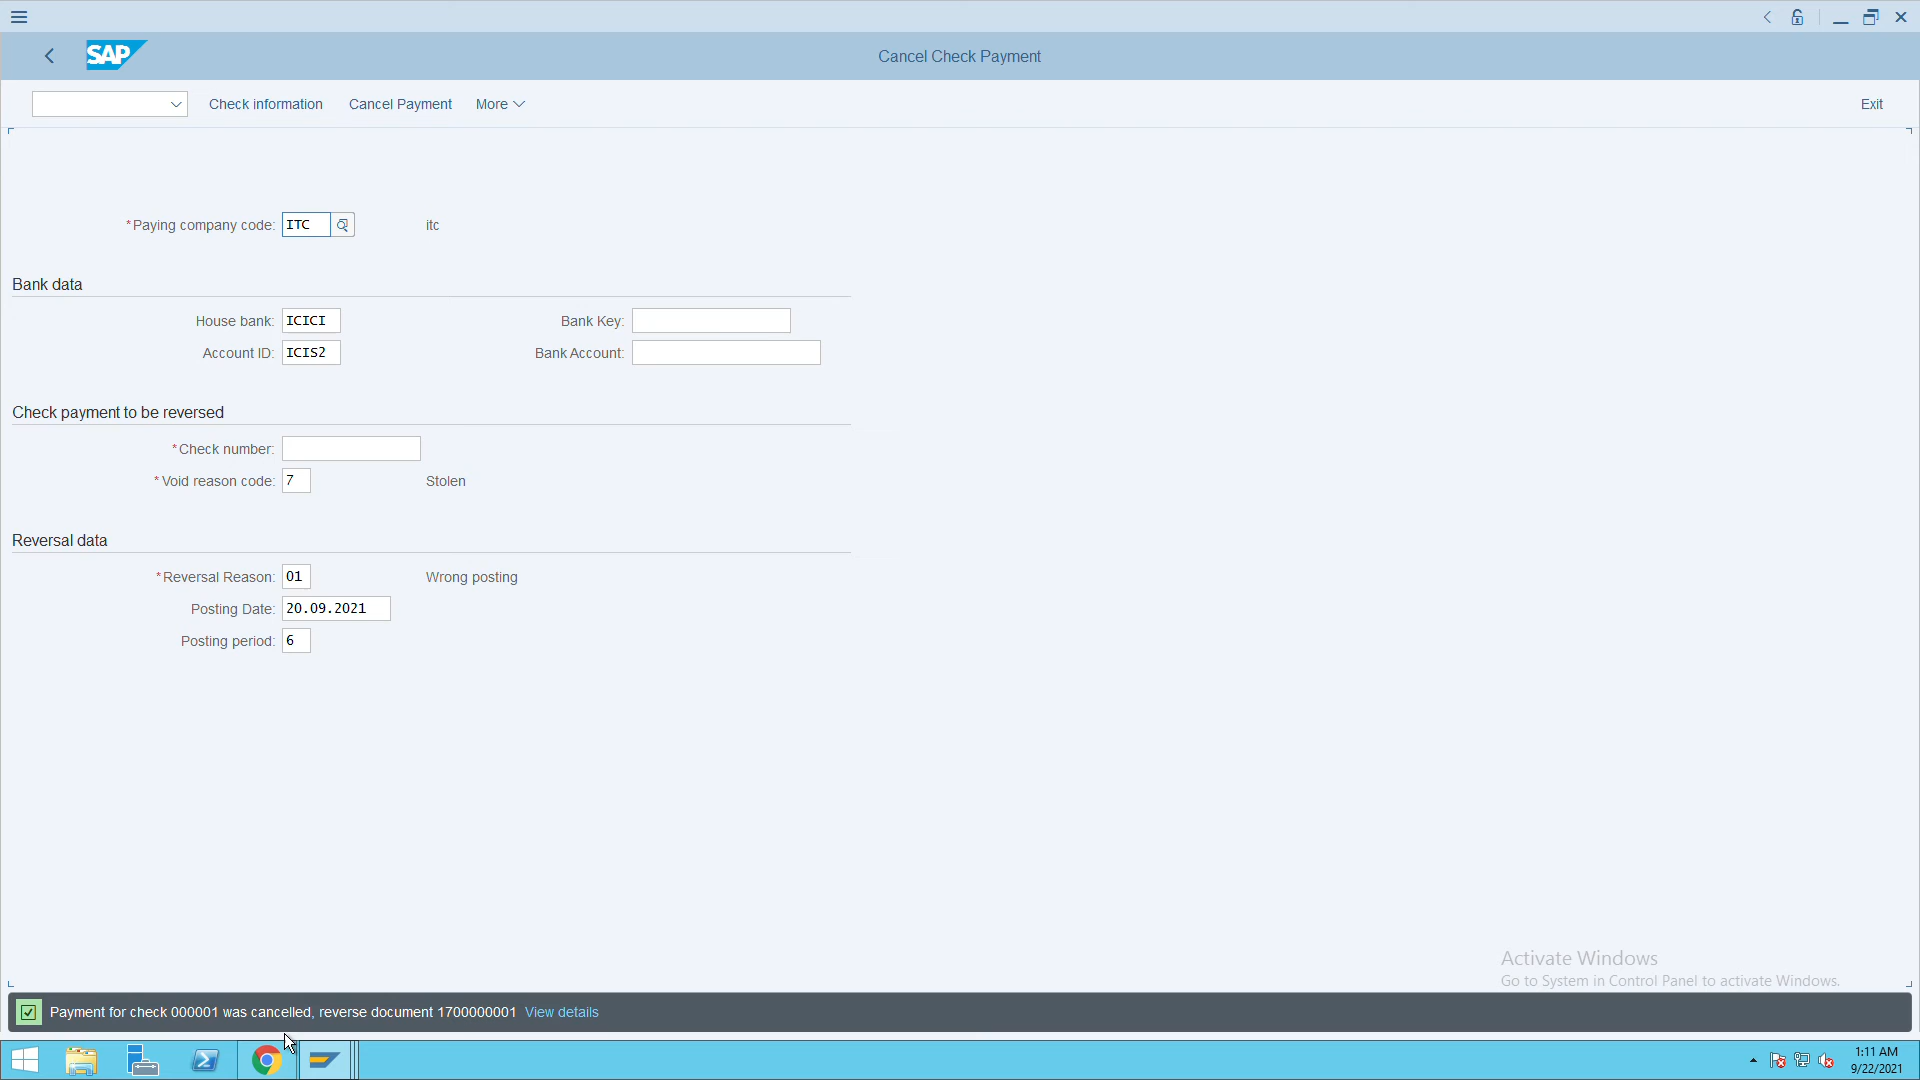 SAP
Cancel Check Payment
Check information Cancel Payment More Exit
*Paying company code: ITC itc
Bank data
House bank: ICICI Bank Key:
Account ID: ICIS2 Bank Account:
Check payment to be reversed
*Check number:
*Void reason code: 7 Stolen
Reversal data
*Reversal Reason: 01 Wrong posting
Posting Date: 20.09.2021
Posting period: 6
Activate Windows
Go to System in Control Panel to activate Windows.
Payment for check 000001 was cancelled, reverse document 1700000001 View details
1:11 AM
9/22/2021